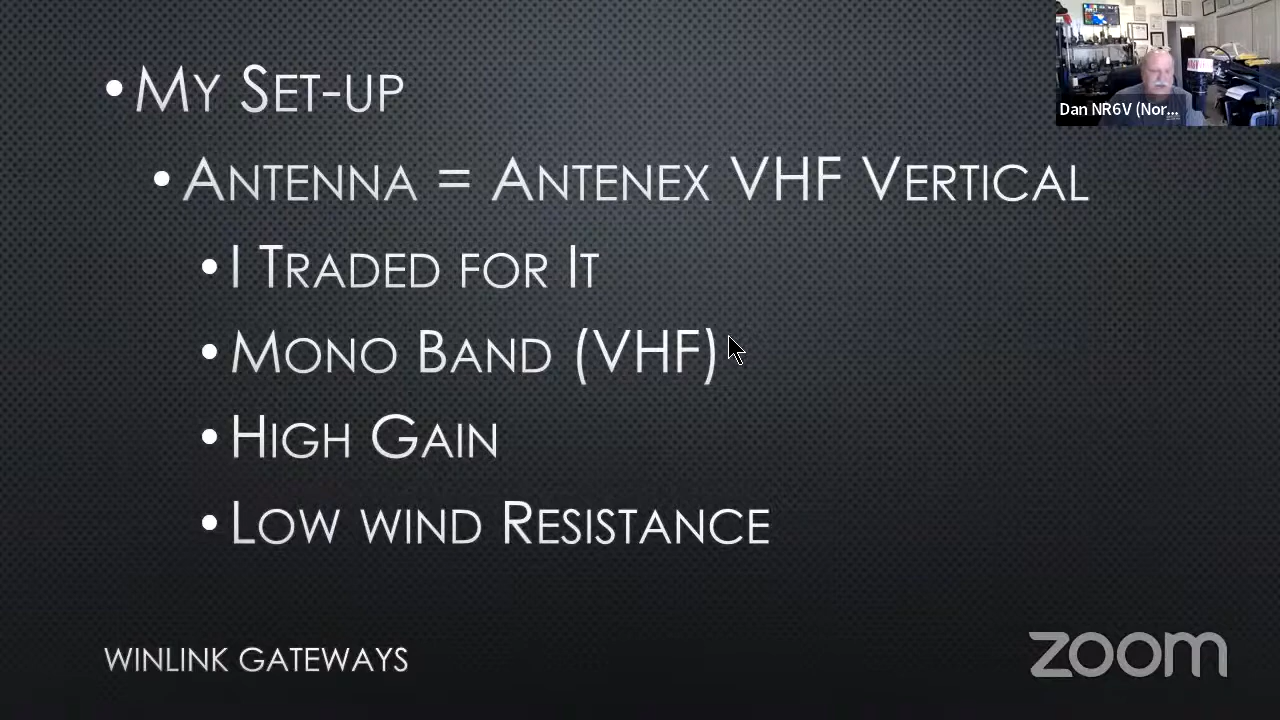 • My Set-up
• Antenna = Antenex VHF Vertical
• I Traded for It
• Mono Band (VHF)
• High Gain
• Low wind Resistance
WINLINK GATEWAYS
zoom
Dan NR6V (Nor...